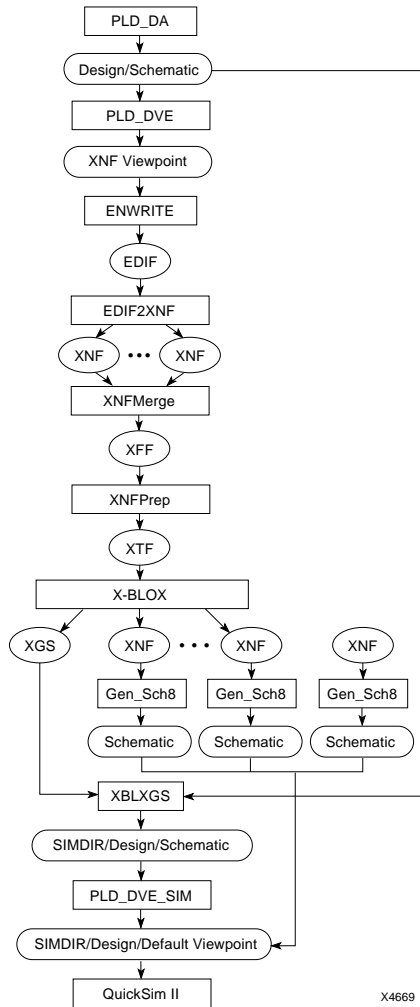 PLD_DA
Design/Schematic
PLD_DVE
XNF Viewpoint
ENWRITE
EDIF
EDIF2XNF
XNF ••• XNF
XNFMerge
XFF
XNFPrep
XTF
X-BLOX
XGS XNF ••• XNF XNF
Gen_Sch8 Gen_Sch8 Gen_Sch8
Schematic Schematic Schematic
XBLXGS
SIMDIR/Design/Schematic
PLD_DVE_SIM
SIMDIR/Design/Default Viewpoint
QuickSim II
X4669